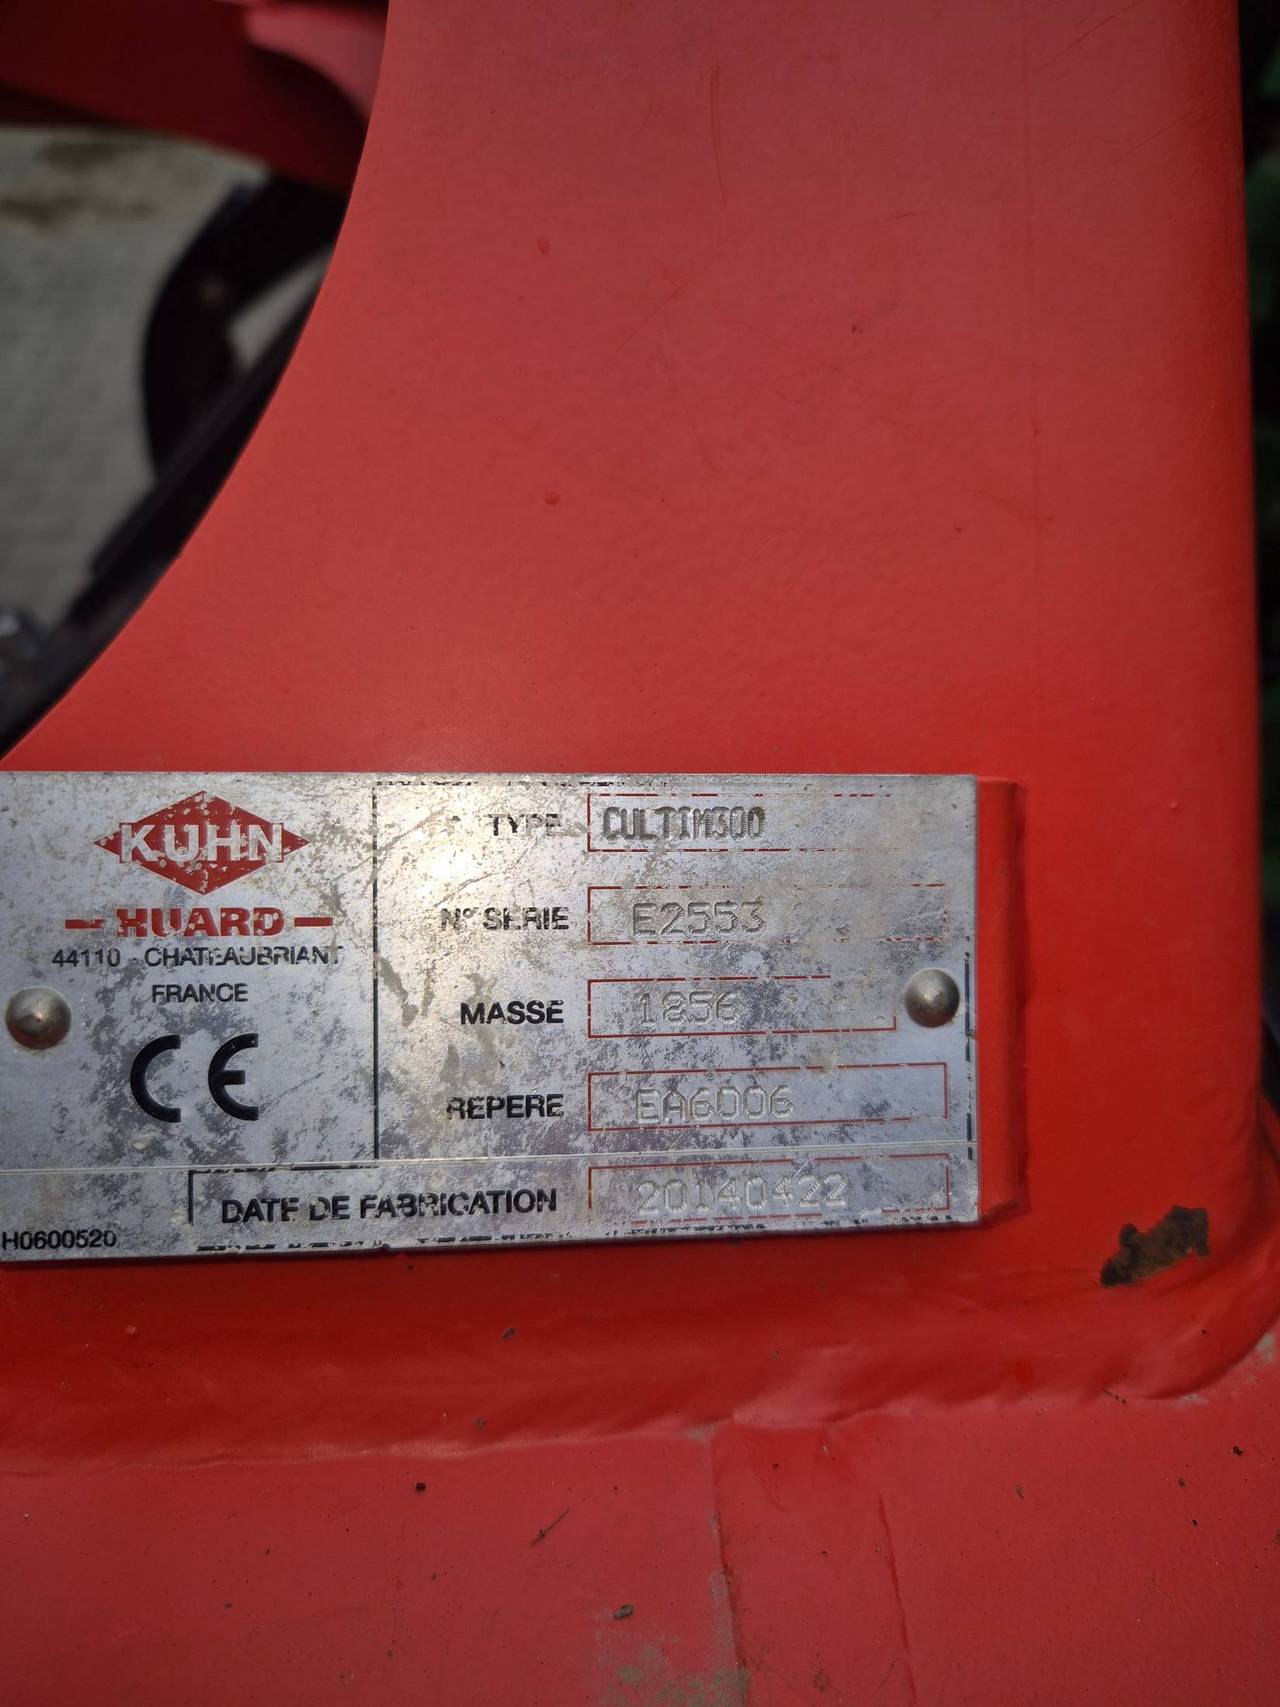 KUHN
HUARD
44110 - CHATEAUBRIANT
FRANCE
CE
TYPE CULTIM300
N° SERIE E2553
MASSE 1856
REPERE EA6006
DATE DE FABRICATION 20140422
H0600520